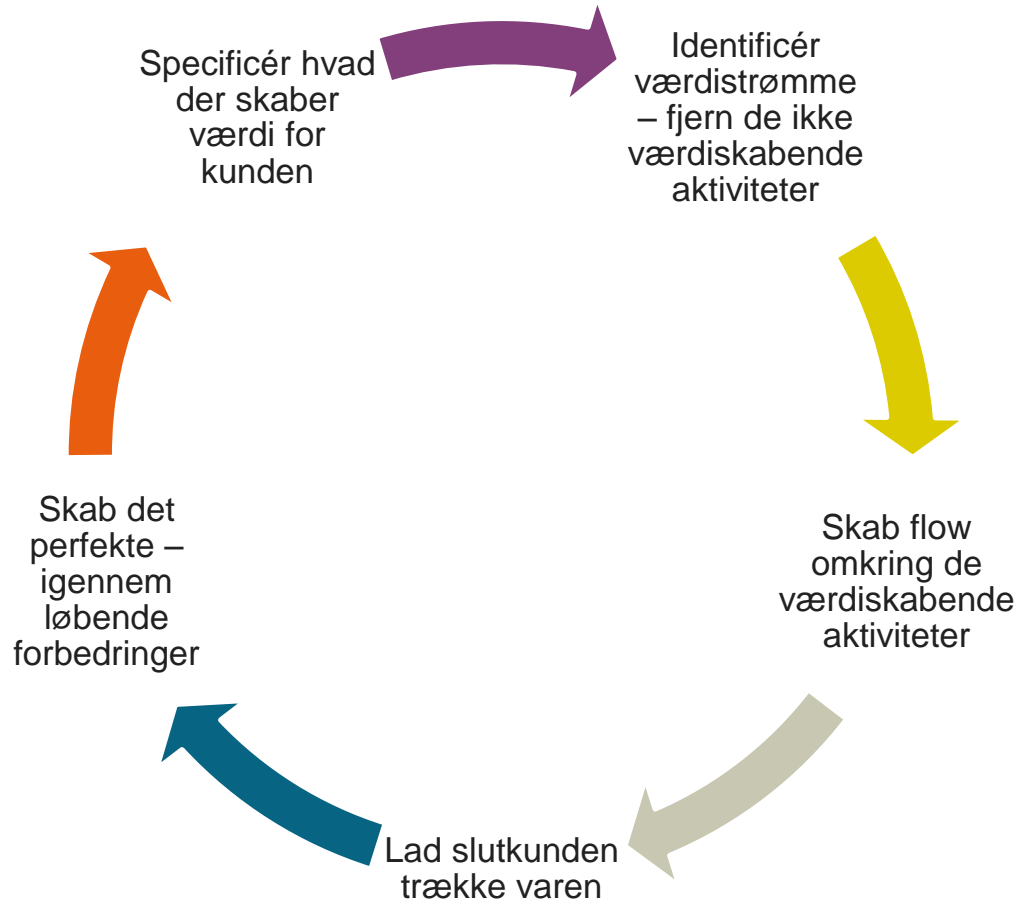 Specificér hvad
der skaber
værdi for
kunden
Identificér
værdistrømme
– fjern de ikke
værdiskabende
aktiviteter
Skab flow
omkring de
værdiskabende
aktiviteter
Lad slutkunden
trække varen
Skab det
perfekte –
igennem
løbende
forbedringer